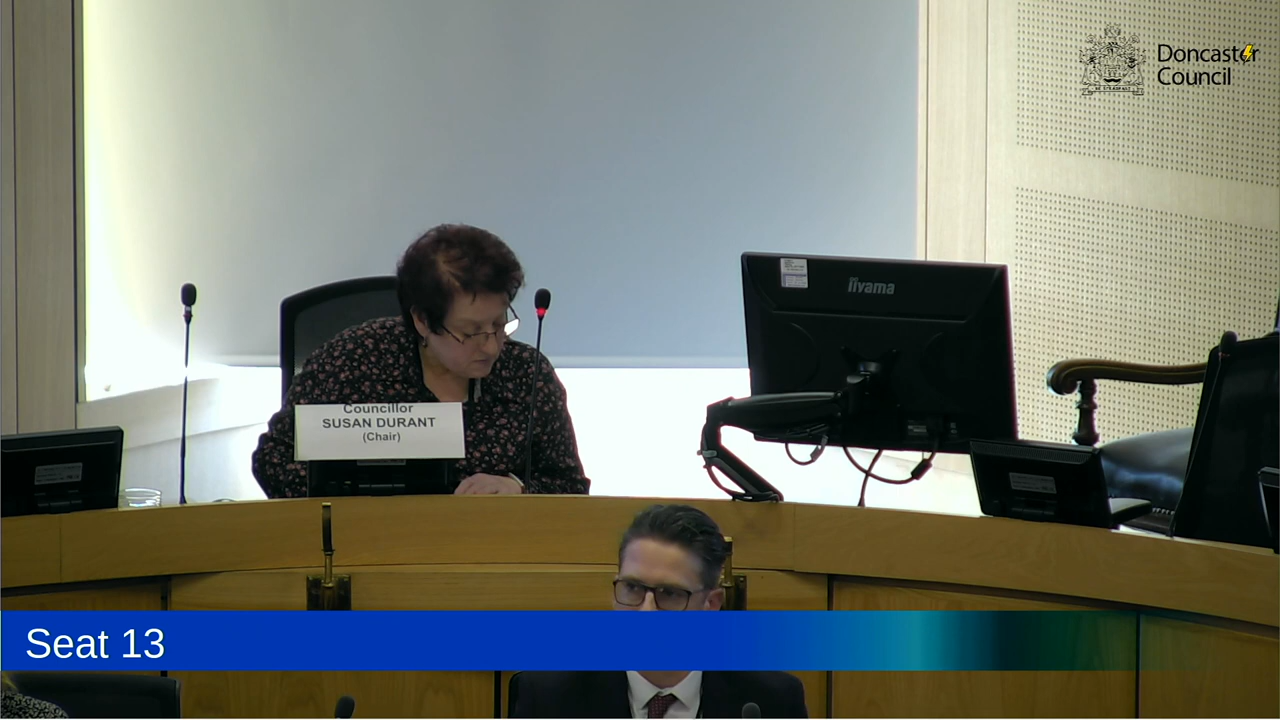 Doncaster
Council
iiyama
Councillor
SUSAN DURANT
(Chair)
Seat 13